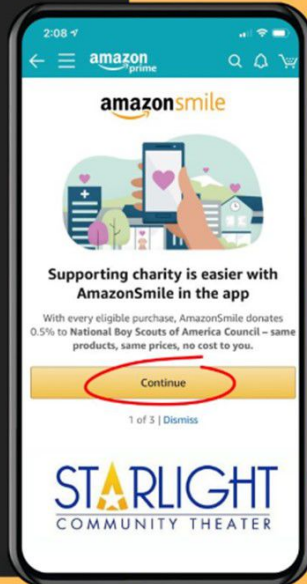 2:08
amazon
prime
amazonsmile
Supporting charity is easier with
AmazonSmile in the app
With every eligible purchase, AmazonSmile donates
0.5% to National Boy Scouts of America Council – same
products, same prices, no cost to you.
Continue
1 of 3 | Dismiss
STARLIGHT
COMMUNITY THEATER